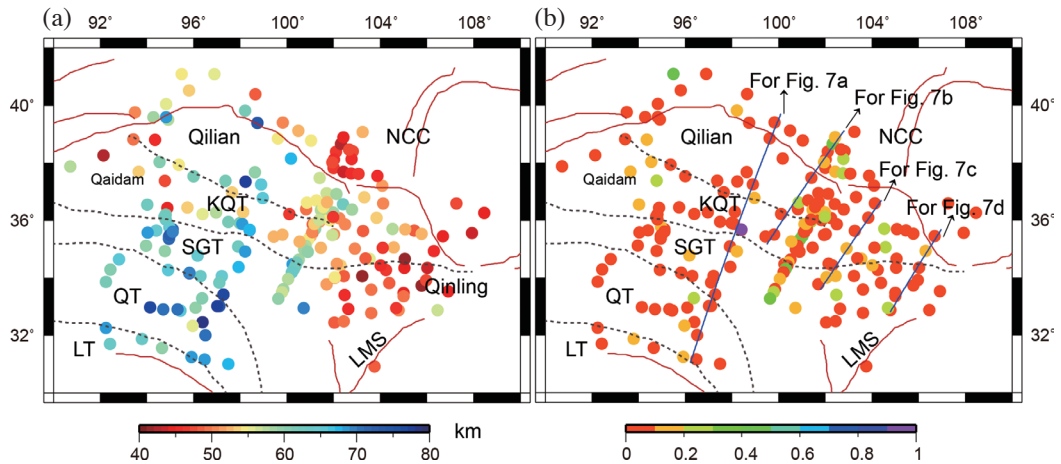 (a) 92° 96° 100° 104° 108° (b) 92° 96° 100° 104° 108°
40° 36° 32°
Qilian NCC
Qaidam
KQT
SGT
QT Qinling
LT LMS
For Fig. 7a
For Fig. 7b
Qilian NCC
For Fig. 7c
Qaidam
KQT For Fig. 7d
SGT
QT Qinling
LT LMS
40° 36° 32°
40 50 60 70 80 km
0 0.2 0.4 0.6 0.8 1